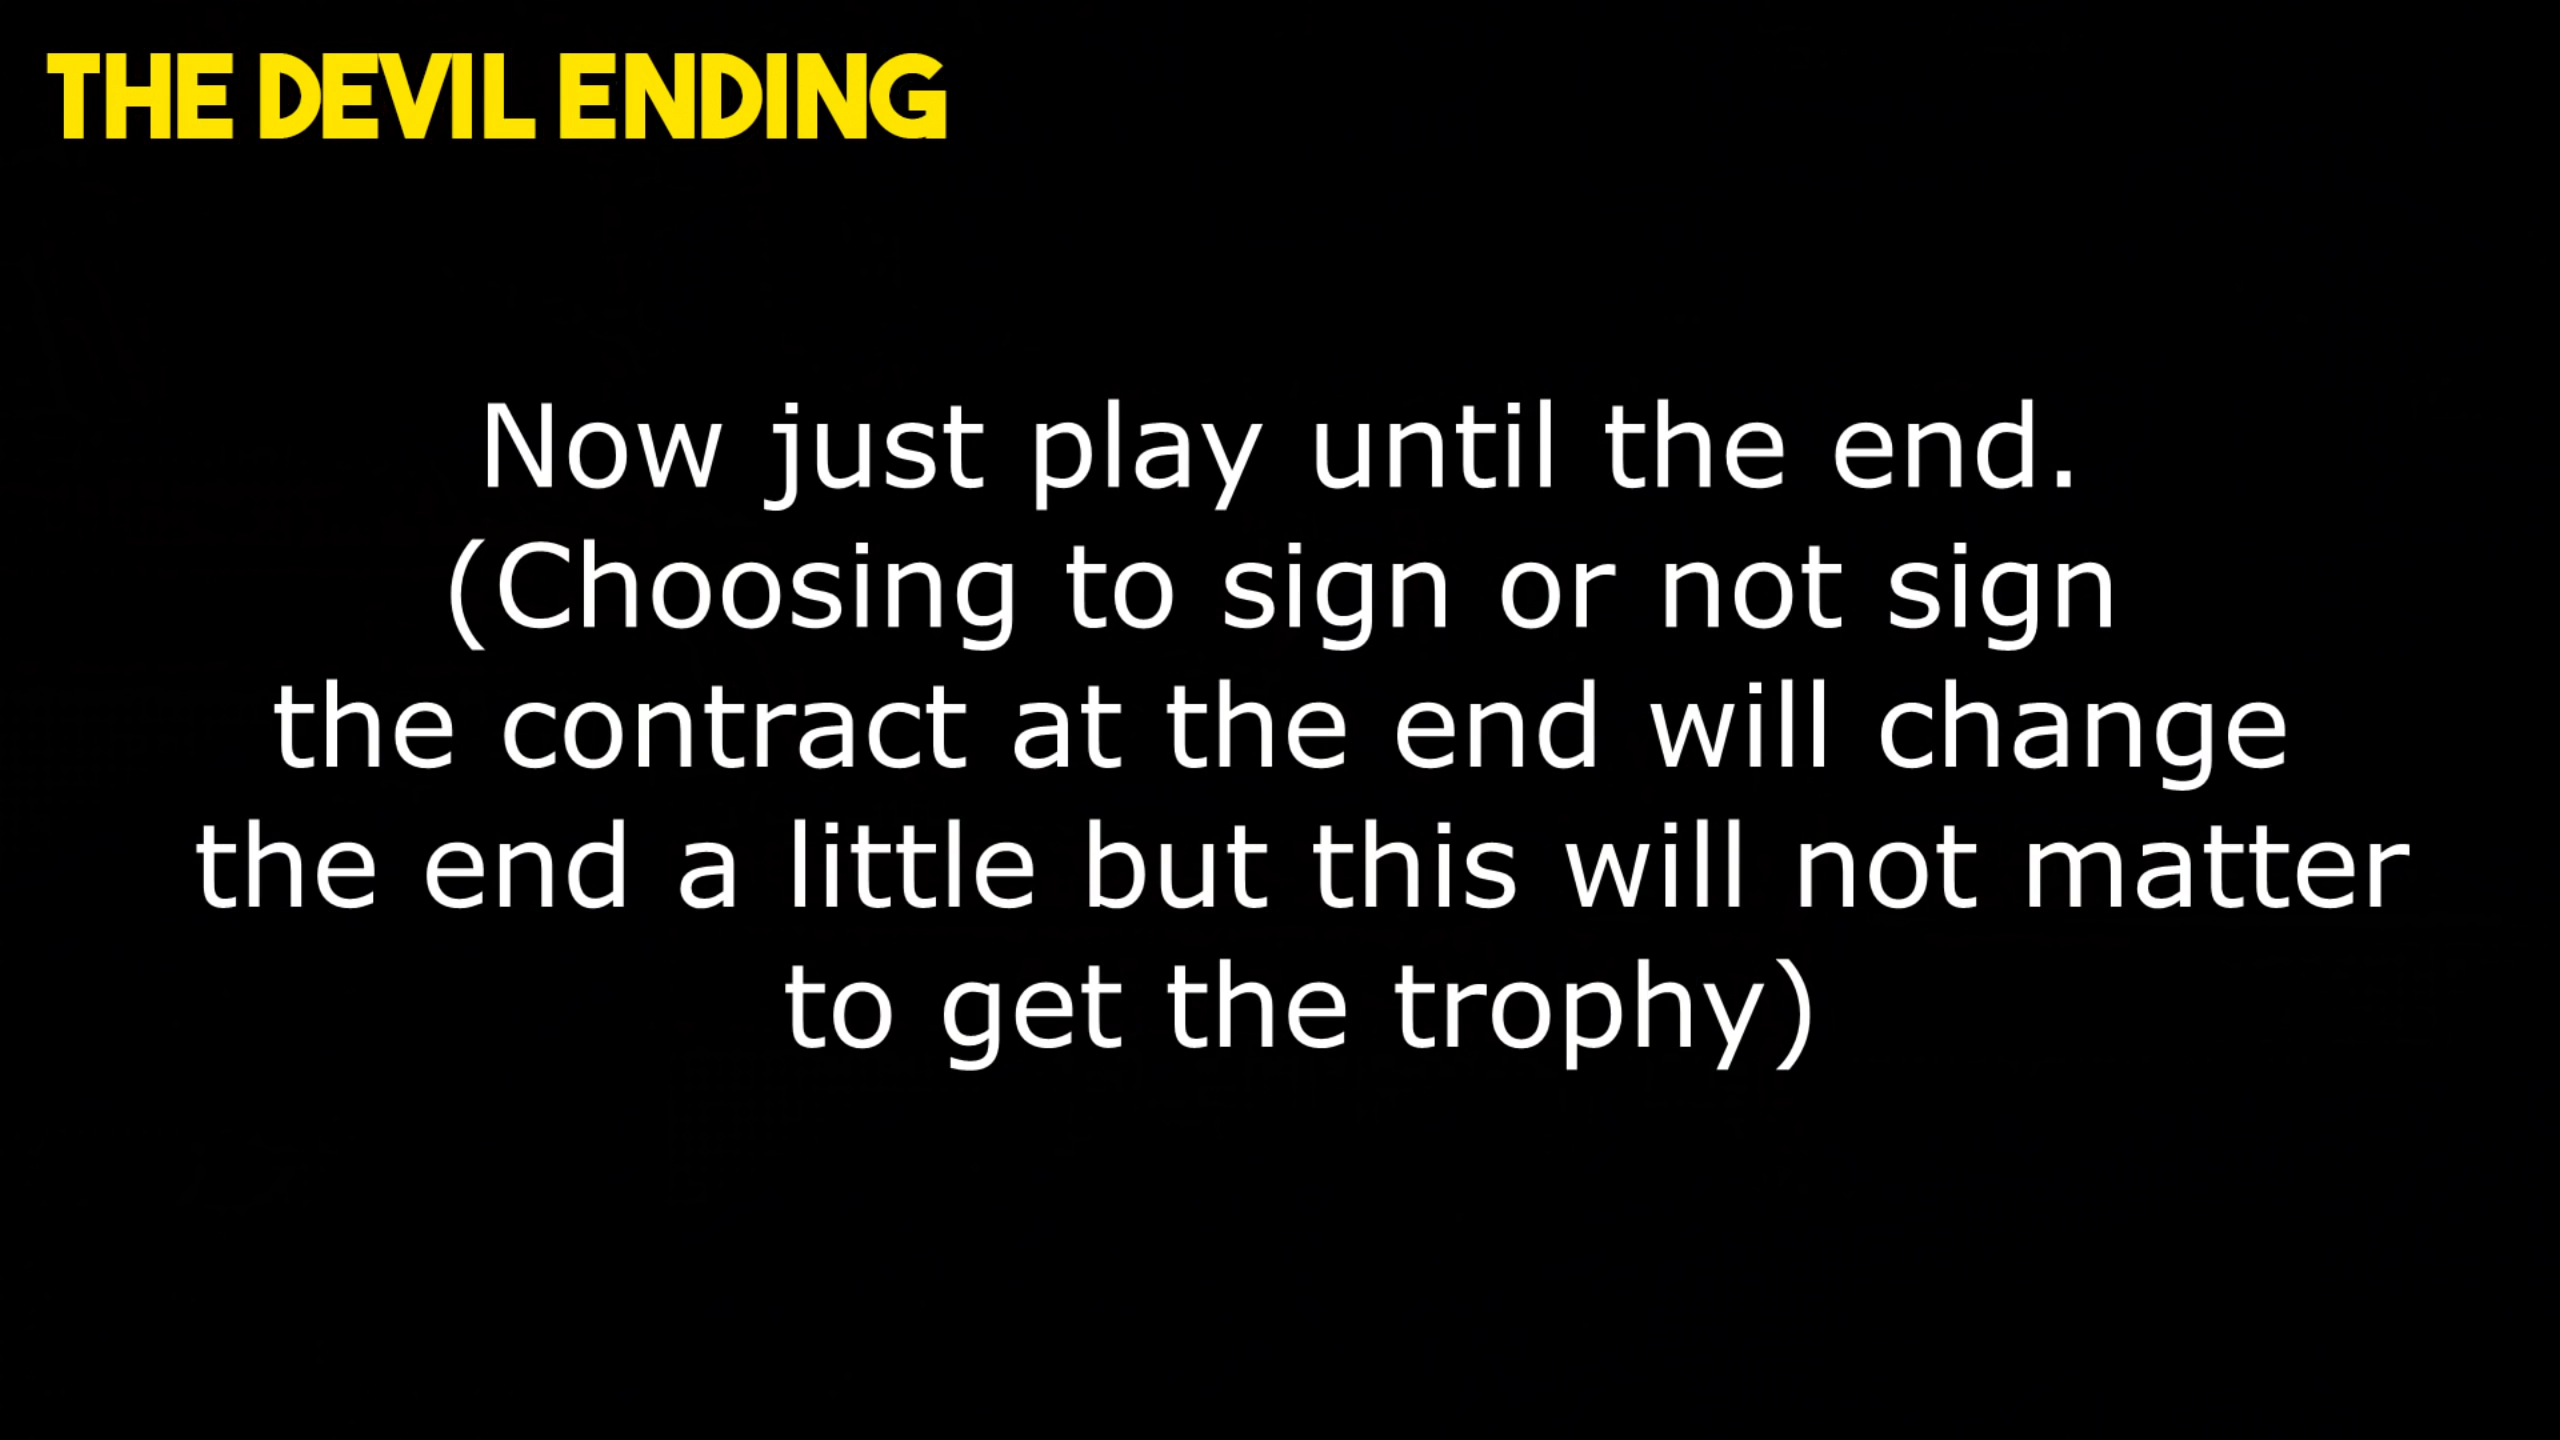 THE DEVIL ENDING
Now just play until the end.
(Choosing to sign or not sign
the contract at the end will change
the end a little but this will not matter
to get the trophy)